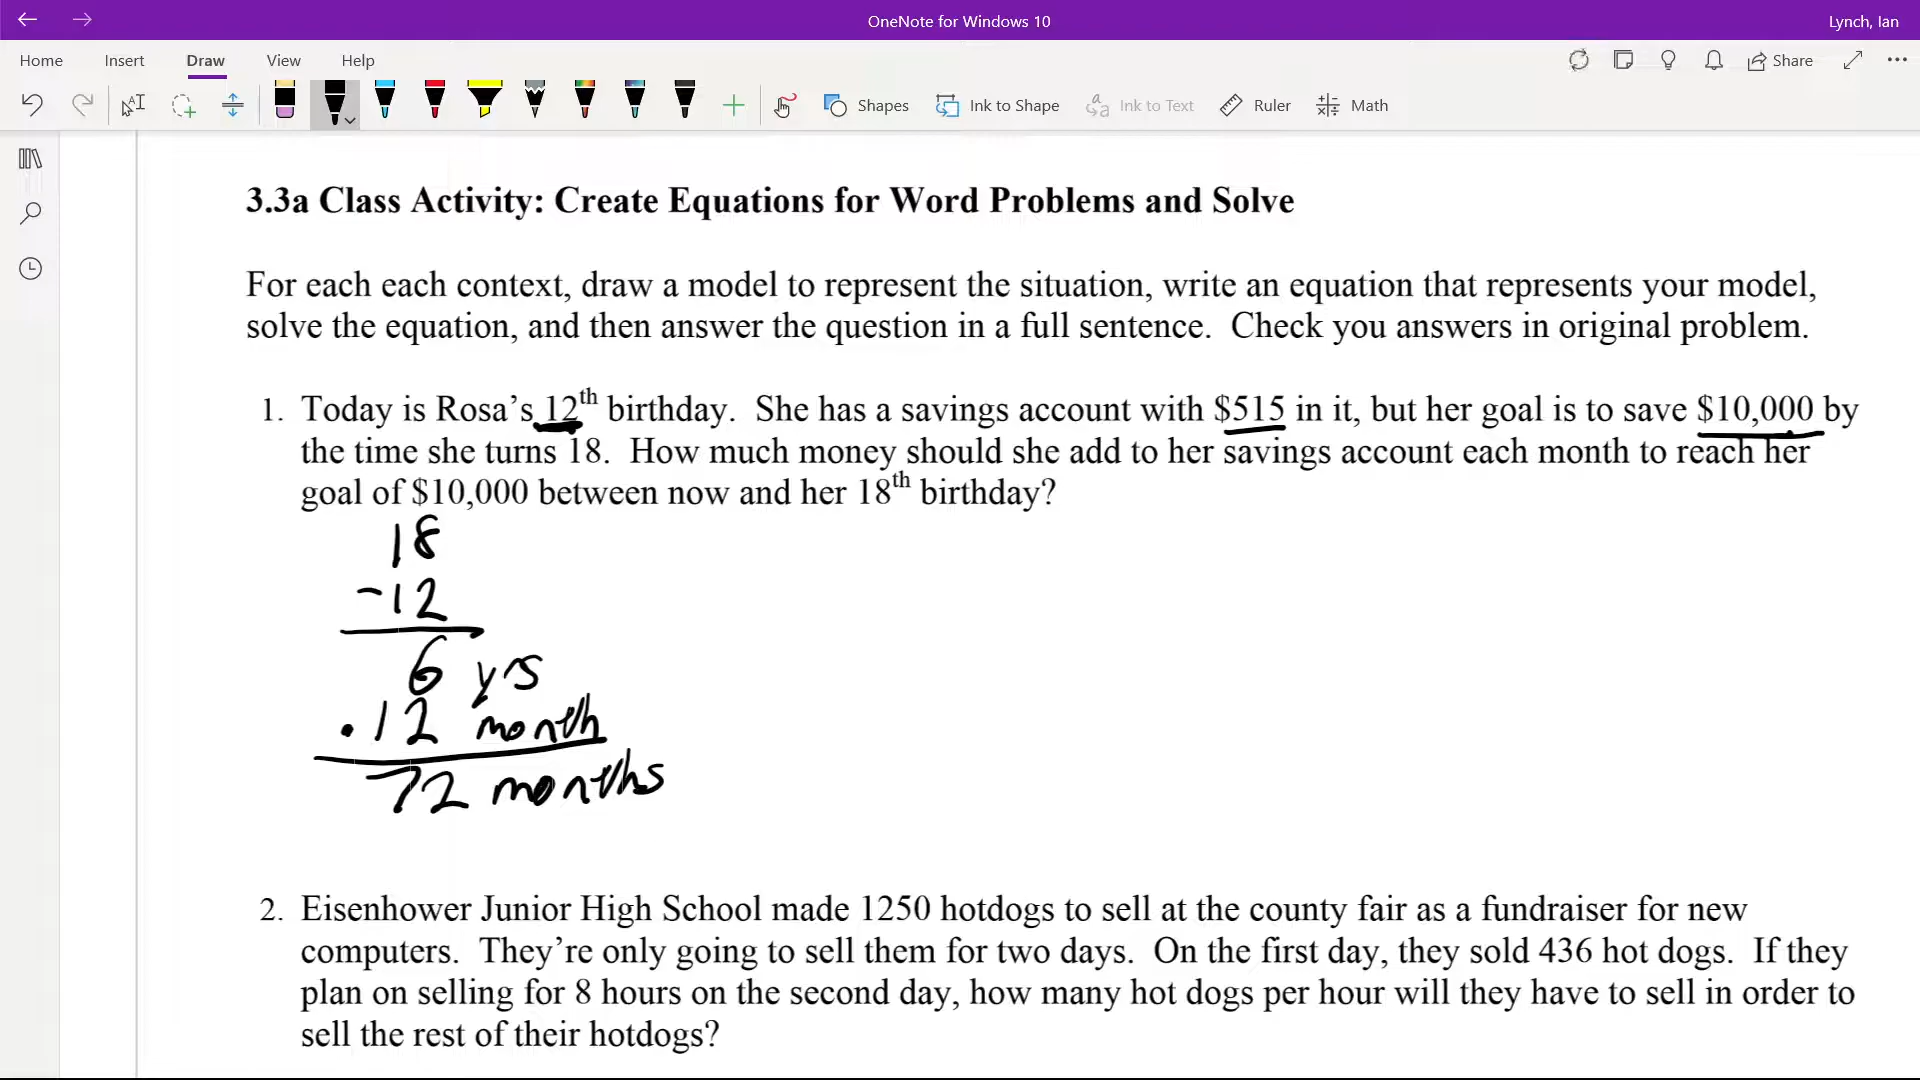 OneNote for Windows 10
Lynch, Ian
Home Insert Draw View Help
Share
Shapes Ink to Shape Ink to Text Ruler Math
3.3a Class Activity: Create Equations for Word Problems and Solve
For each each context, draw a model to represent the situation, write an equation that represents your model,
solve the equation, and then answer the question in a full sentence. Check you answers in original problem.
1. Today is Rosa's 12th birthday. She has a savings account with $515 in it, but her goal is to save $10,000 by
the time she turns 18. How much money should she add to her savings account each month to reach her
goal of $10,000 between now and her 18th birthday?
18
-12
6 yrs
.12 month
72 months
2. Eisenhower Junior High School made 1250 hotdogs to sell at the county fair as a fundraiser for new
computers. They're only going to sell them for two days. On the first day, they sold 436 hot dogs. If they
plan on selling for 8 hours on the second day, how many hot dogs per hour will they have to sell in order to
sell the rest of their hotdogs?